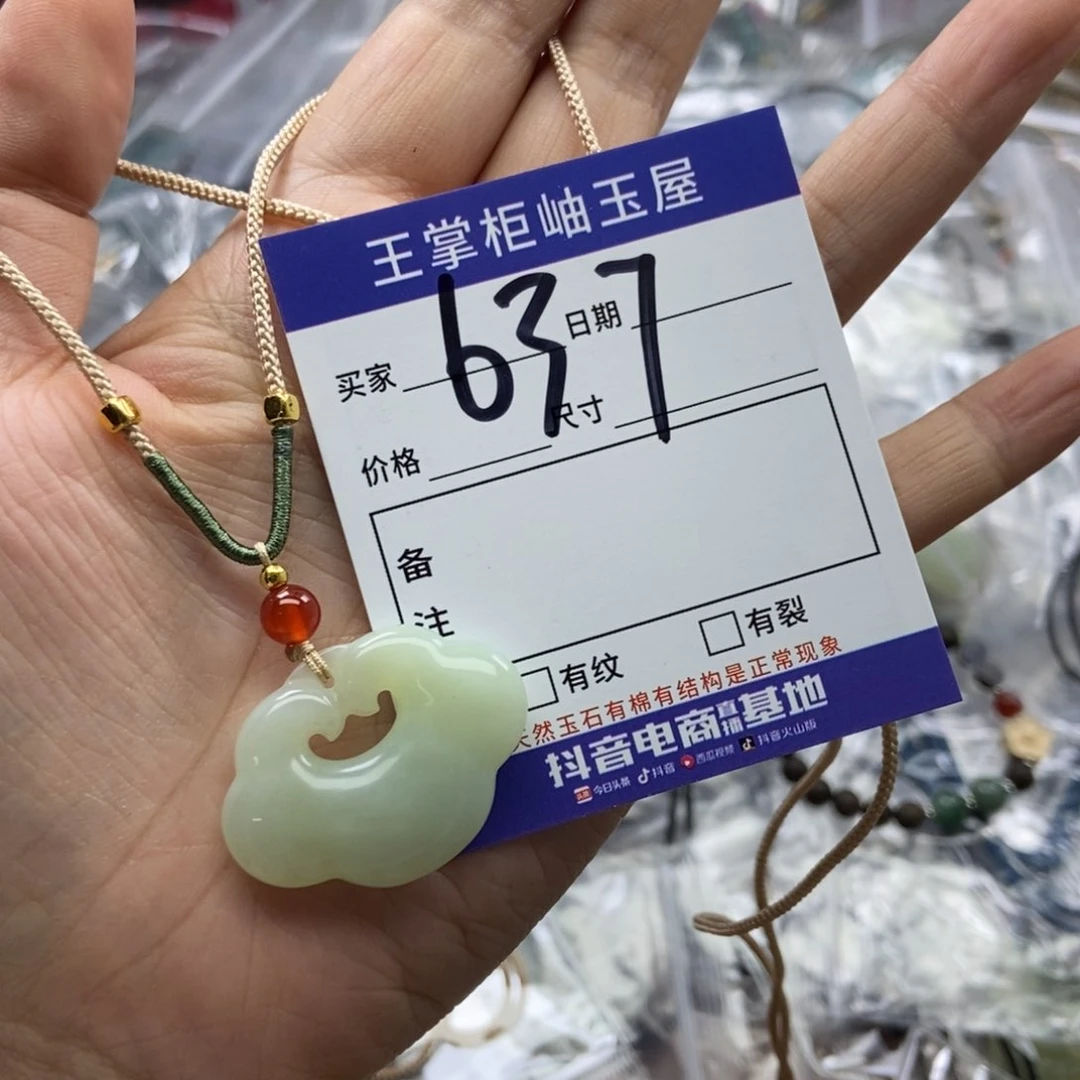 王掌柜岫玉屋
637
买家 日期
价格 尺寸
备
注
有纹 有裂
天然玉石有棉有结构是正常现象
抖音电商直播基地
头条 今日头条 抖音 西瓜视频 抖音火山版